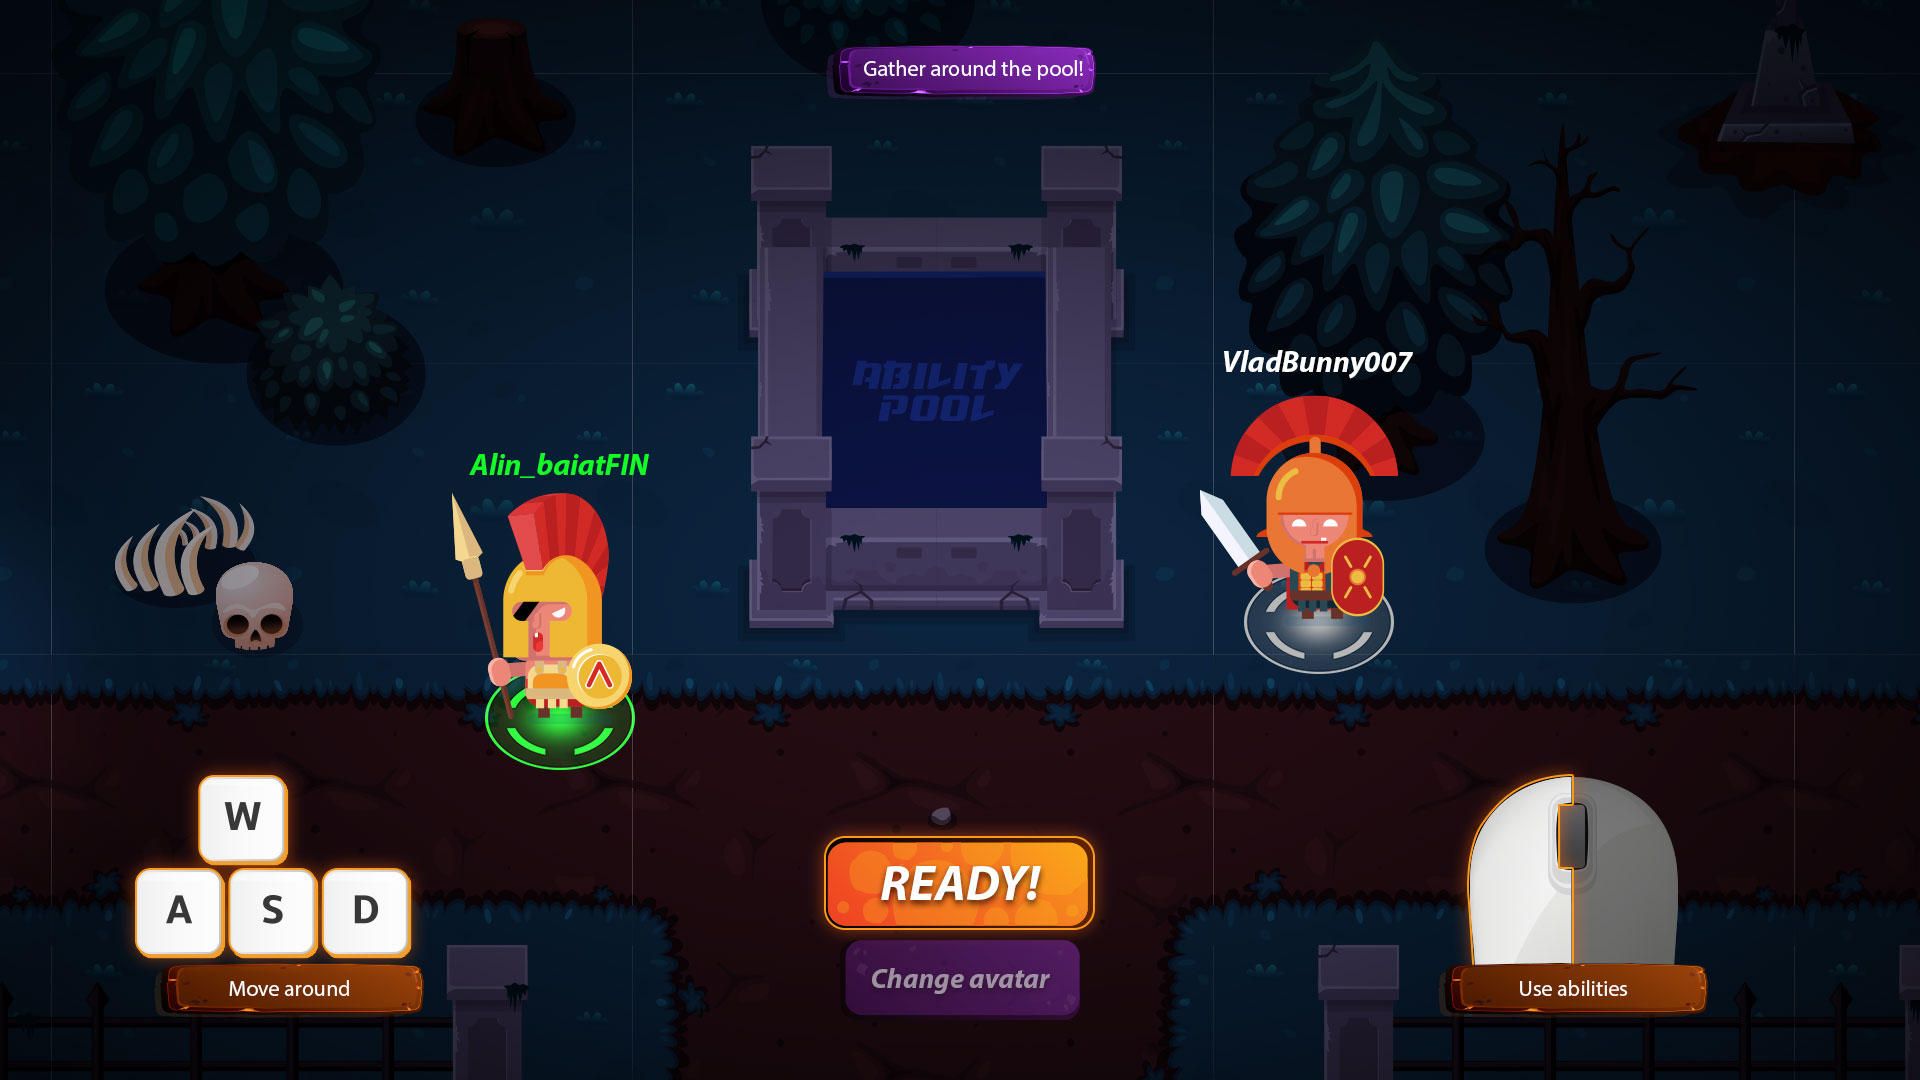 Gather around the pool!
ABILITY
POOL
VladBunny007
Alin_baiatFIN
W
A S D
Move around
READY!
Change avatar
Use abilities